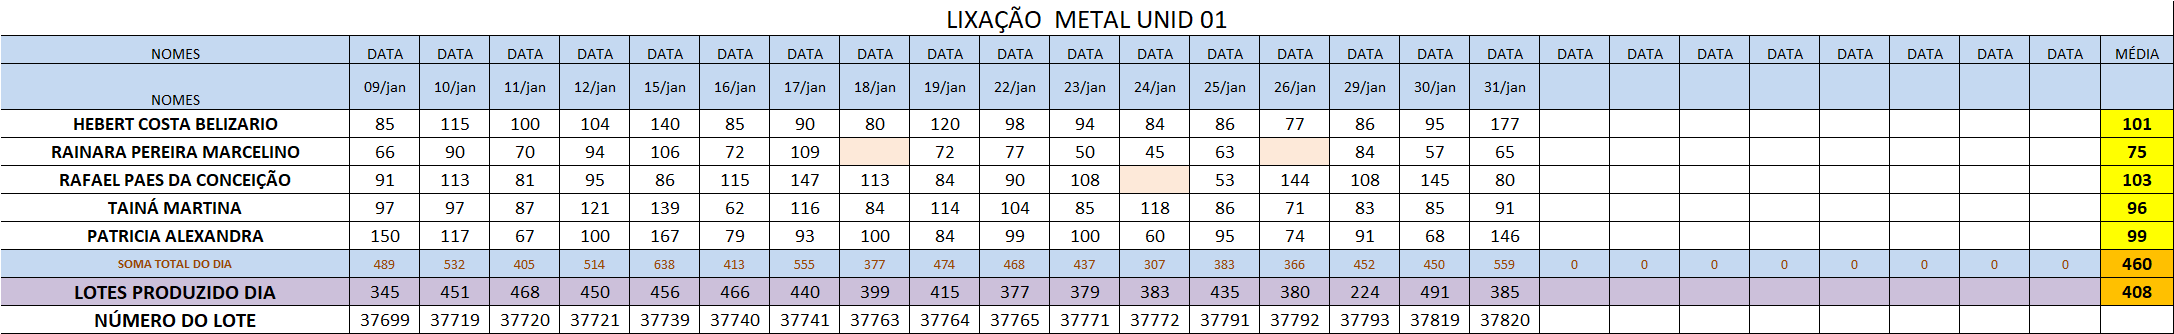 LIXAÇÃO METAL UNID 01
NOMES DATA DATA DATA DATA DATA DATA DATA DATA DATA DATA DATA DATA DATA DATA DATA DATA DATA DATA DATA DATA DATA DATA DATA DATA DATA MÉDIA
NOMES 09/jan 10/jan 11/jan 12/jan 15/jan 16/jan 17/jan 18/jan 19/jan 22/jan 23/jan 24/jan 25/jan 26/jan 29/jan 30/jan 31/jan
HEBERT COSTA BELIZARIO 85 115 100 104 140 85 90 80 120 98 94 84 86 77 86 95 177 101
RAINARA PEREIRA MARCELINO 66 90 70 94 106 72 109 72 77 50 45 63 84 57 65 75
RAFAEL PAES DA CONCEIÇÃO 91 113 81 95 86 115 147 113 84 90 108 53 144 108 145 80 103
TAINÁ MARTINA 97 97 87 121 139 62 116 84 114 104 85 118 86 71 83 85 91 96
PATRICIA ALEXANDRA 150 117 67 100 167 79 93 100 84 99 100 60 95 74 91 68 146 99
SOMA TOTAL DO DIA 489 532 405 514 638 413 555 377 474 468 437 307 383 366 452 450 559 0 0 0 0 0 0 0 0 460
LOTES PRODUZIDO DIA 345 451 468 450 456 466 440 399 415 377 379 383 435 380 224 491 385 408
NÚMERO DO LOTE 37699 37719 37720 37721 37739 37740 37741 37763 37764 37765 37771 37772 37791 37792 37793 37819 37820